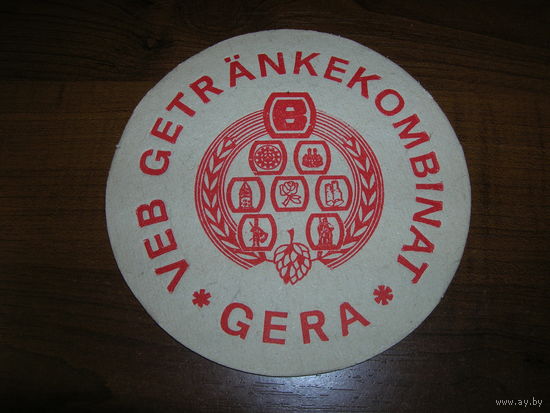 VEB GETRÄNKEKOMBINAT
* GERA *
B
www.ay.by